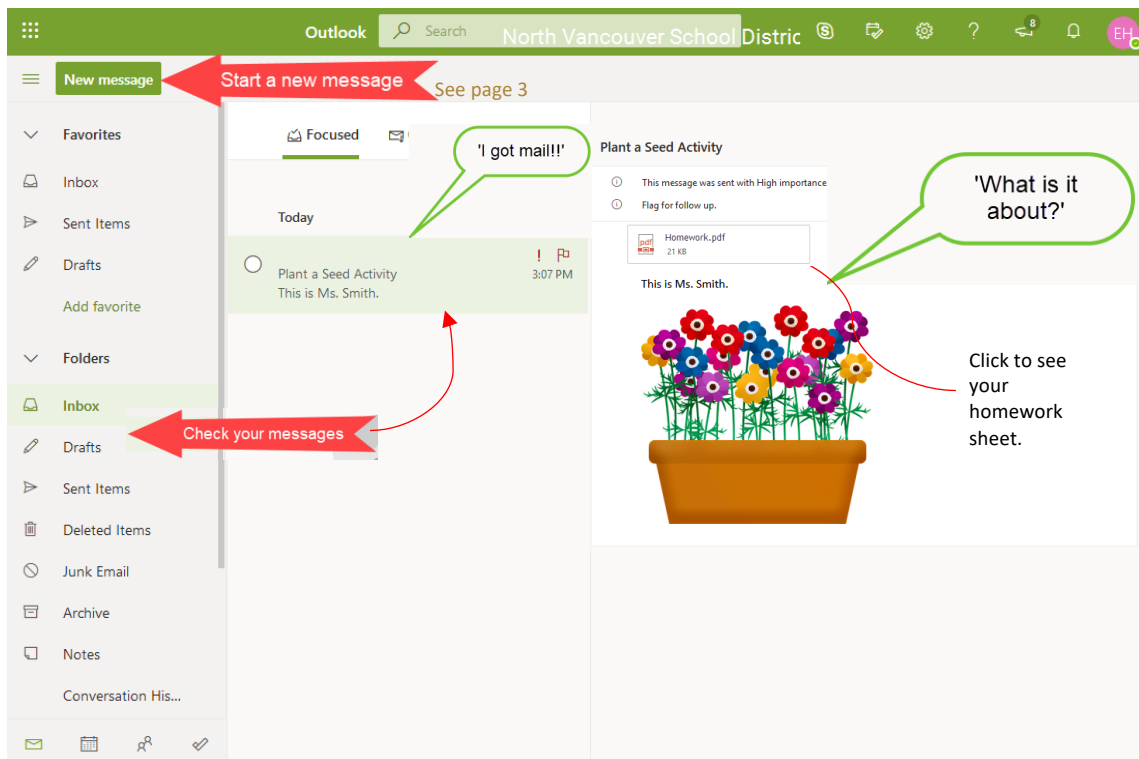 Outlook
Search
North Vancouver School Distric
8
EH
New message
Start a new message
See page 3
Favorites
Inbox
Sent Items
Drafts
Add favorite
Folders
Inbox
Drafts
Sent Items
Deleted Items
Junk Email
Archive
Notes
Conversation His...
Check your messages
Focused
'I got mail!!'
Today
Plant a Seed Activity
This is Ms. Smith.
!
3:07 PM
Plant a Seed Activity
This message was sent with High importance
Flag for follow up.
pdf
Homework.pdf
21 KB
This is Ms. Smith.
'What is it
about?'
Click to see
your
homework
sheet.